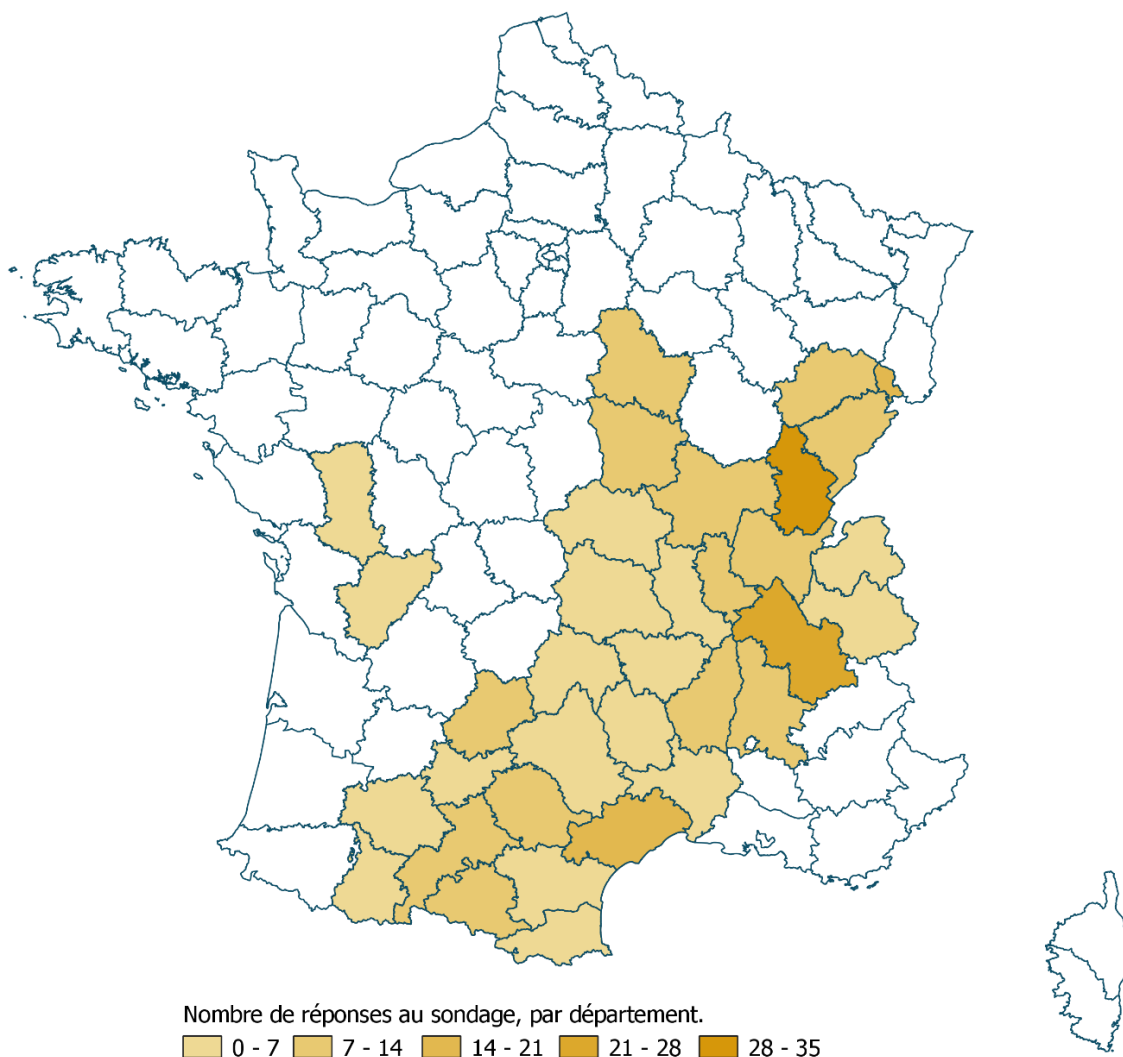 Nombre de réponses au sondage, par département.
0 - 7 7 - 14 14 - 21 21 - 28 28 - 35